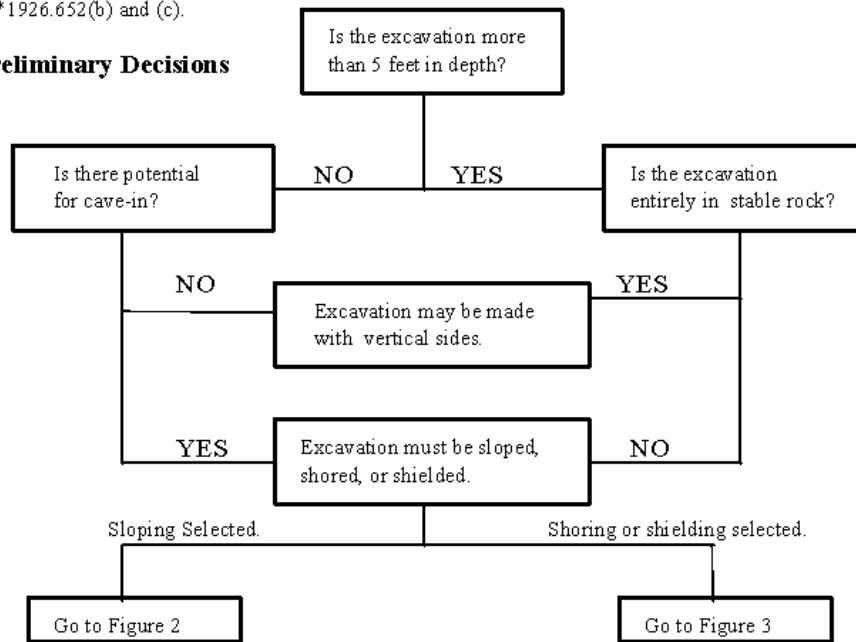 *1926.652(b) and (c).
reliminary Decisions
Is the excavation more
than 5 feet in depth?
Is there potential
for cave-in?
NO
YES
Is the excavation
entirely in stable rock?
NO
Excavation may be made
with vertical sides.
YES
YES
Excavation must be sloped,
shored, or shielded.
NO
Sloping Selected.
Shoring or shielding selected.
Go to Figure 2
Go to Figure 3